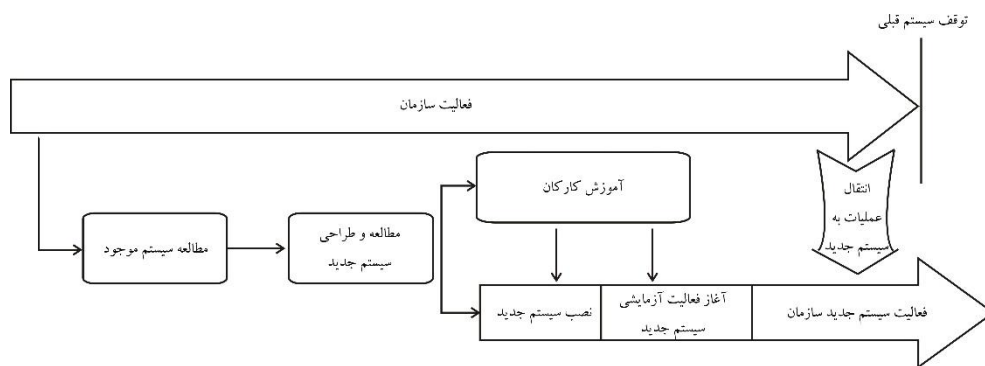 توقف سیستم قبلی
فعالیت سازمان
آموزش کارکان
انتقال
عملیات به
سیستم جدید
مطالعه سیستم موجود
مطالعه و طراحی
سیستم جدید
نصب سیستم جدید
آغاز فعالیت آزمایشی
سیستم جدید
فعالیت سیستم جدید سازمان